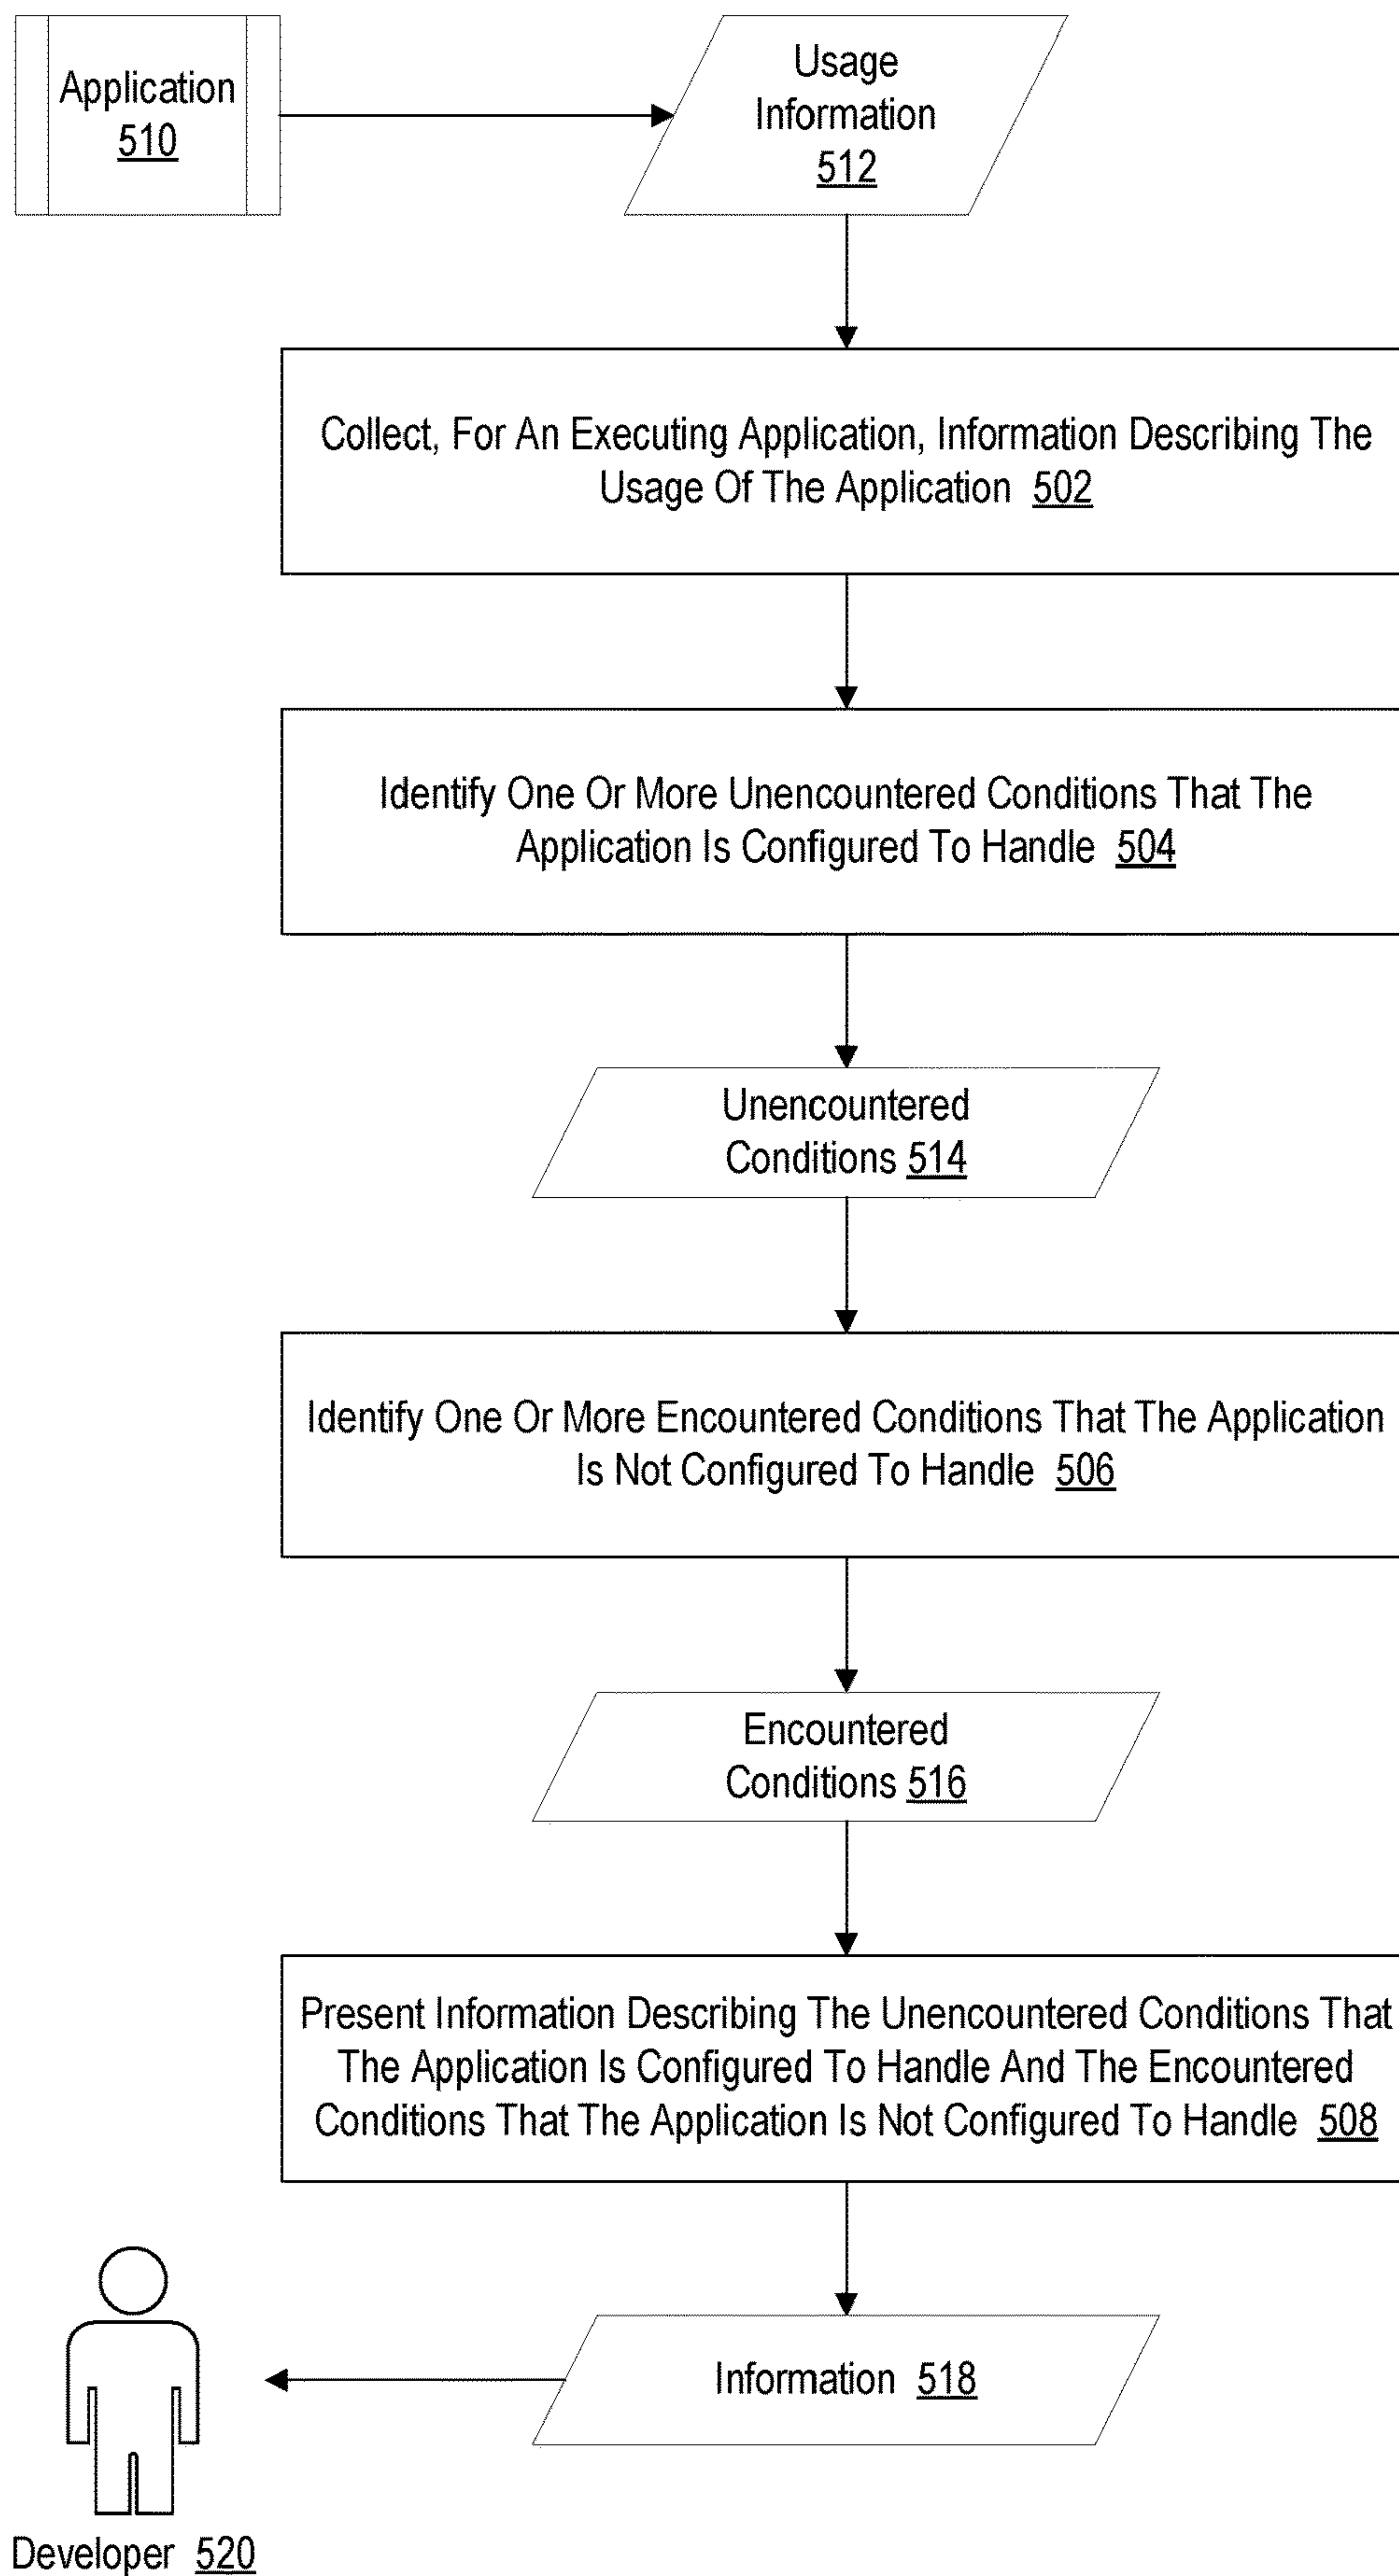 Application
510
Usage
Information
512
Collect, For An Executing Application, Information Describing The
Usage Of The Application 502
Identify One Or More Unencountered Conditions That The
Application Is Configured To Handle 504
Unencountered
Conditions 514
Identify One Or More Encountered Conditions That The Application
Is Not Configured To Handle 506
Encountered
Conditions 516
Present Information Describing The Unencountered Conditions That
The Application Is Configured To Handle And The Encountered
Conditions That The Application Is Not Configured To Handle 508
Information 518
Developer 520